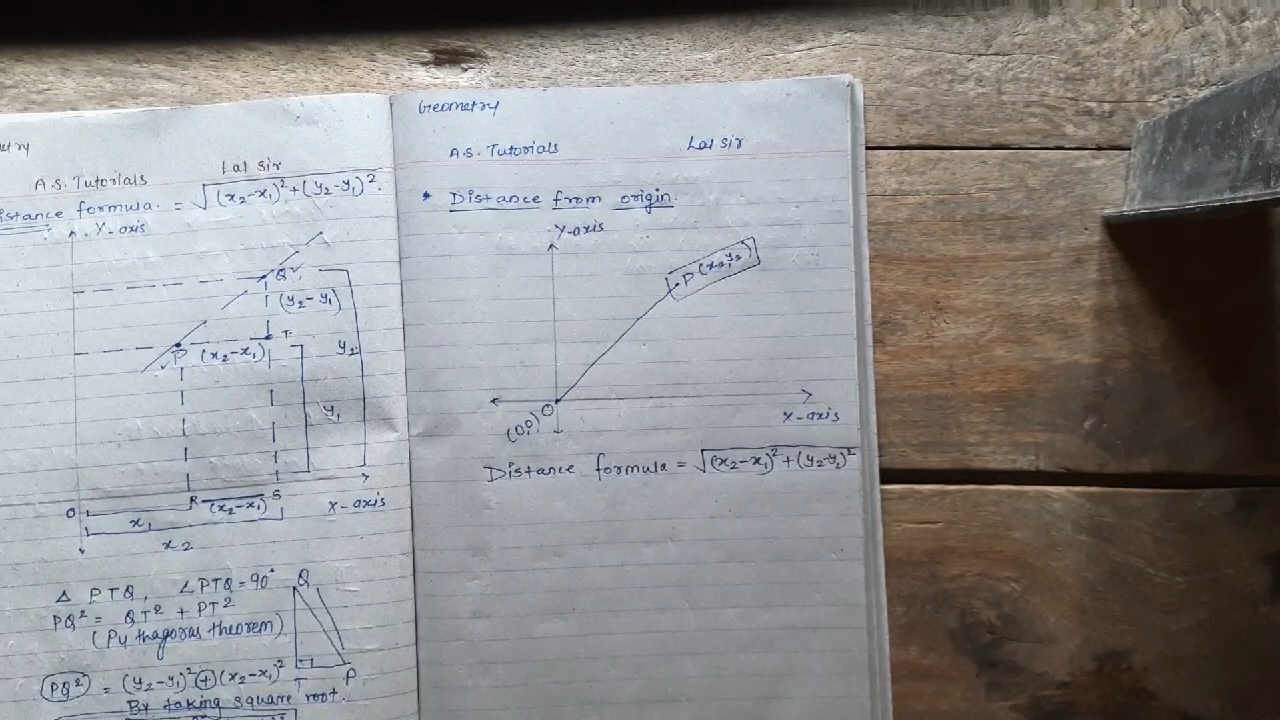 A.S. Tutorials Lal sir
formula. = √(x₂-x₁)²+(y₂-y₁)².
Y-axis
Q
(y₂-y₁)
T
P (x₂-x₁)
y₂
y₁
O R (x₂-x₁) S X-axis
x₁
x₂
Δ PTQ, ∠PTQ=90° Q
PQ² = QT² + PT²
(Pythagoras theorem)
T P
PQ² = (y₂-y₁)²+(x₂-x₁)²
By taking square root.
Geometry
A.S. Tutorials Lal sir
* Distance from origin.
Y-axis
P(x₂,y₂)
O
(0,0)
X-axis
Distance formula = √(x₂-x₁)²+(y₂-y₁)²